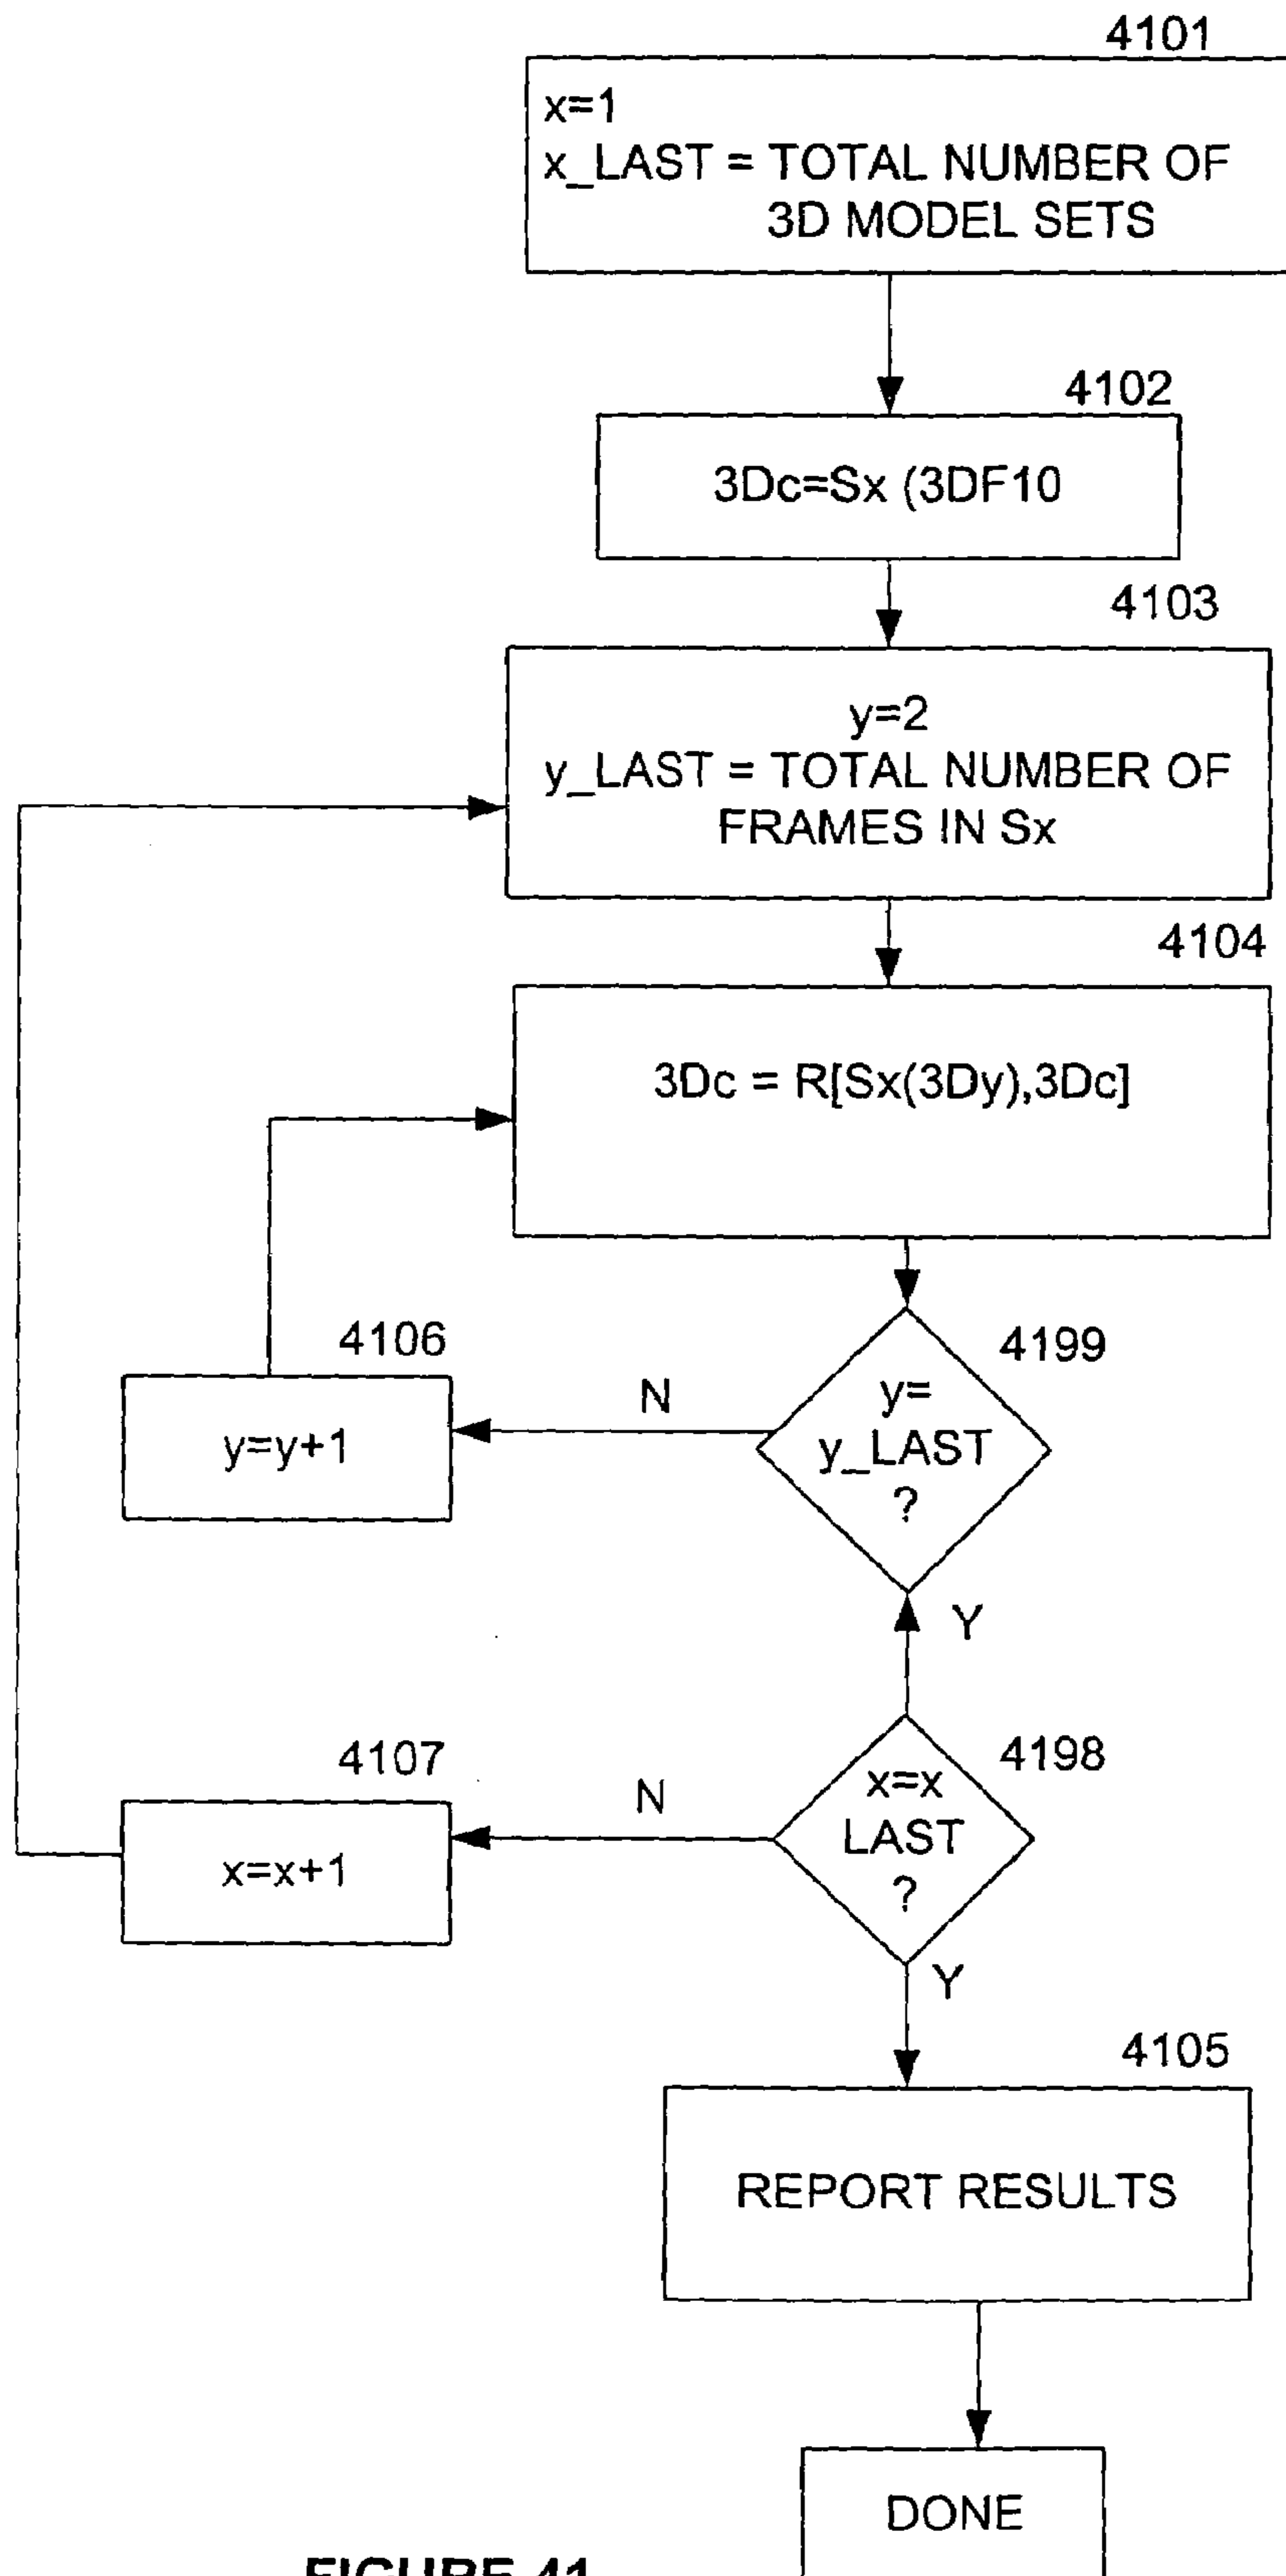 4101
x=1
x_LAST = TOTAL NUMBER OF
3D MODEL SETS
4102
3Dc=Sx (3DF10
4103
y=2
y_LAST = TOTAL NUMBER OF
FRAMES IN Sx
4104
3Dc = R[Sx(3Dy),3Dc]
4106
y=y+1
N
4199
y=
y_LAST
?
Y
4107
x=x+1
N
4198
x=x
LAST
?
Y
4105
REPORT RESULTS
DONE
FIGURE 41